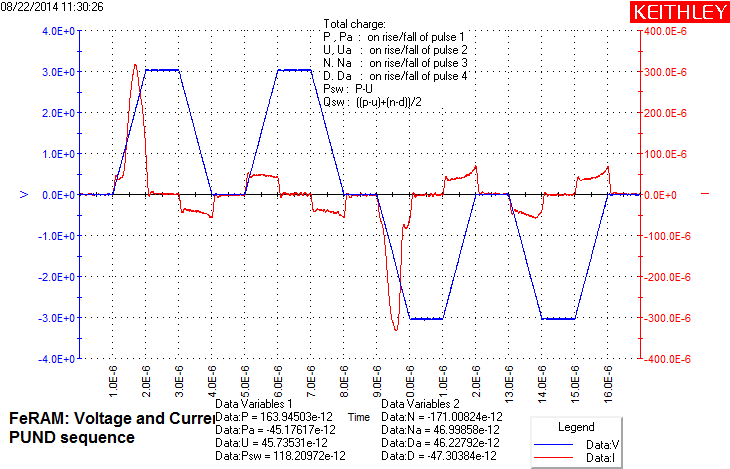 08/22/2014 11:30:26
KEITHLEY
Total charge:
P , Pa : on rise/fall of pulse 1
U, Ua : on rise/fall of pulse 2
N. Na : on rise/fall of pulse 3
D. Da : on rise/fall of pulse 4
Psw : P-U
Qsw : ((p-u)+(n-d))/2
4.0E+0
3.0E+0
2.0E+0
1.0E+0
0.0E+0
-1.0E+0
-2.0E+0
-3.0E+0
-4.0E+0
V
400.0E-6
300.0E-6
200.0E-6
100.0E-6
0.0E+0
-100.0E-6
-200.0E-6
-300.0E-6
-400.0E-6
I
1.0E-6
2.0E-6
3.0E-6
4.0E-6
5.0E-6
6.0E-6
7.0E-6
8.0E-6
9.0E-6
0.0E-6
1.0E-6
2.0E-6
13.0E-6
14.0E-6
15.0E-6
16.0E-6
FeRAM: Voltage and Currer
PUND sequence
Data Variables 1
Data:P = 163.94503e-12
Data:Pa = -45.17617e-12
Data:U = 45.73531e-12
Data:Psw = 118.20972e-12
Time
Data Variables 2
Data:N = -171.00824e-12
Data:Na = 46.99858e-12
Data:Da = 46.22792e-12
Data:D = -47.30384e-12
Legend
Data:V
Data:I